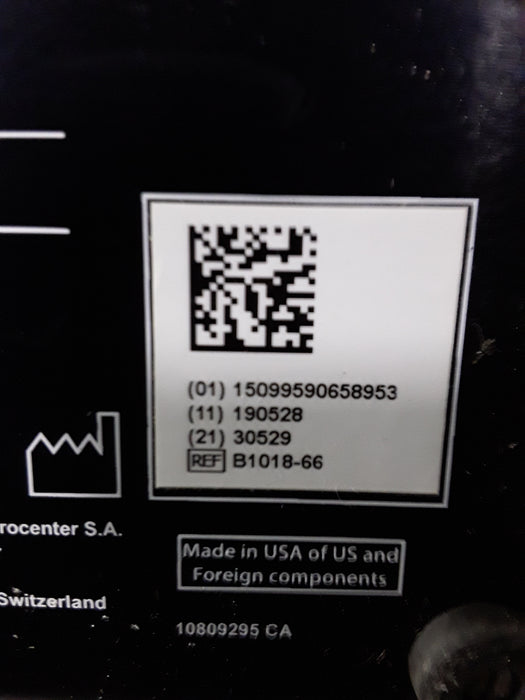 (01) 15099590658953
(11) 190528
(21) 30529
REF B1018-66
rocenter S.A.
Switzerland
Made in USA of US and
Foreign components
10809295 CA